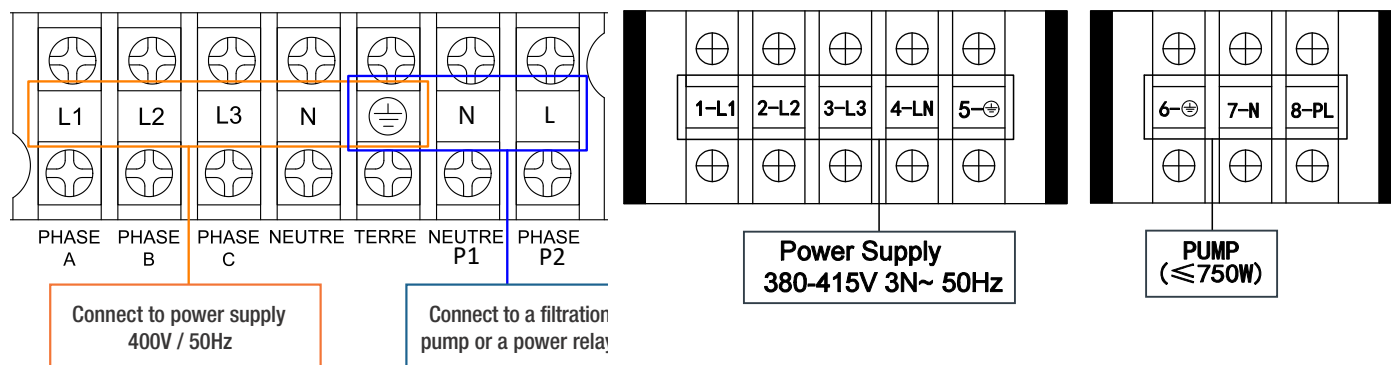 L1 L2 L3 N N L
PHASE A
PHASE B
PHASE C
NEUTRE
TERRE
NEUTRE P1
PHASE P2
Connect to power supply
400V / 50Hz
Connect to a filtration
pump or a power relay
1-L1 2-L2 3-L3 4-LN 5-⏚
Power Supply
380-415V 3N~ 50Hz
6-⏚ 7-N 8-PL
PUMP
(≤750W)